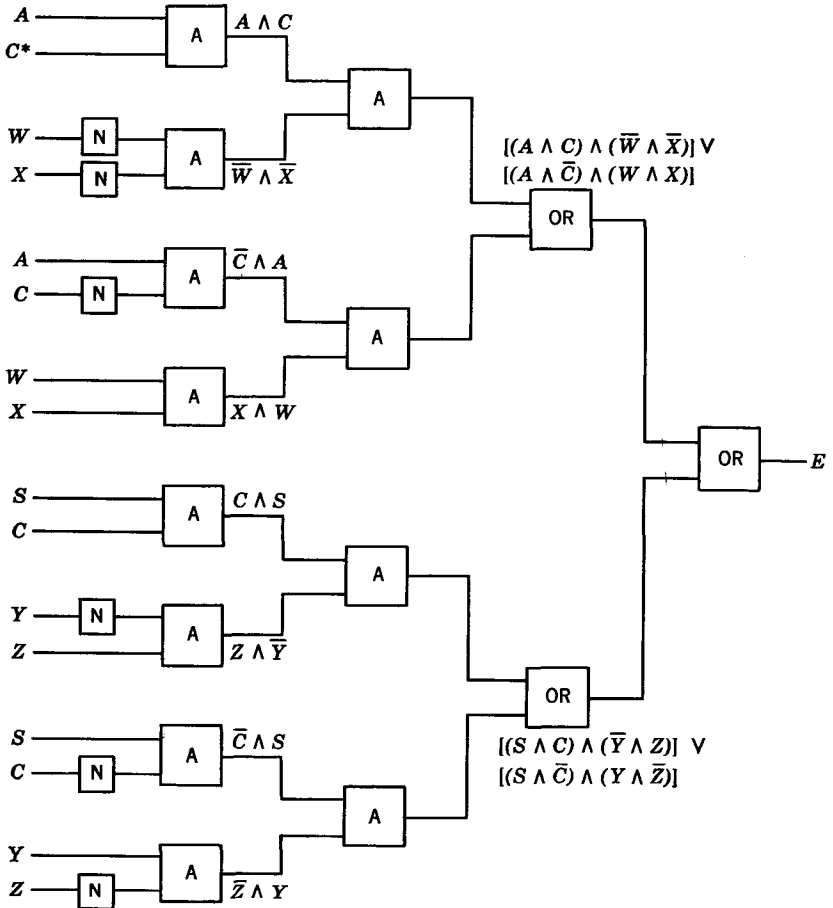 A
A
A ∧ C
C*
A
W
N
A
X
N
W̅ ∧ X̅
[(A ∧ C) ∧ (W̅ ∧ X̅)] ∨
[(A ∧ C̅) ∧ (W ∧ X)]
OR
A
A
C̅ ∧ A
C
N
A
W
A
X
X ∧ W
OR
E
S
A
C ∧ S
C
A
Y
N
A
Z
Z ∧ Y̅
OR
[(S ∧ C) ∧ (Y̅ ∧ Z)] ∨
[(S ∧ C̅) ∧ (Y ∧ Z̅)]
S
A
C̅ ∧ S
C
N
A
Y
A
Z
N
Z̅ ∧ Y